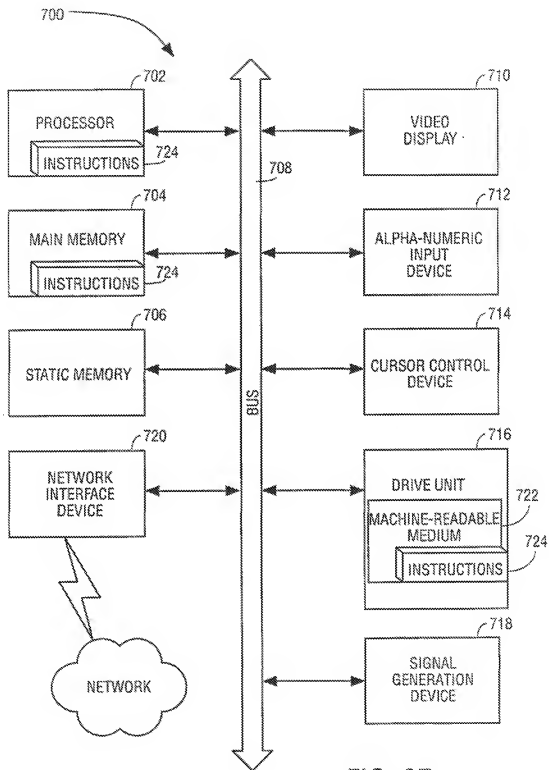 700
702
PROCESSOR
724
INSTRUCTIONS
704
MAIN MEMORY
724
INSTRUCTIONS
706
STATIC MEMORY
720
NETWORK
INTERFACE
DEVICE
NETWORK
708
BUS
710
VIDEO
DISPLAY
712
ALPHA-NUMERIC
INPUT
DEVICE
714
CURSOR CONTROL
DEVICE
716
DRIVE UNIT
722
MACHINE-READABLE
MEDIUM
724
INSTRUCTIONS
718
SIGNAL
GENERATION
DEVICE